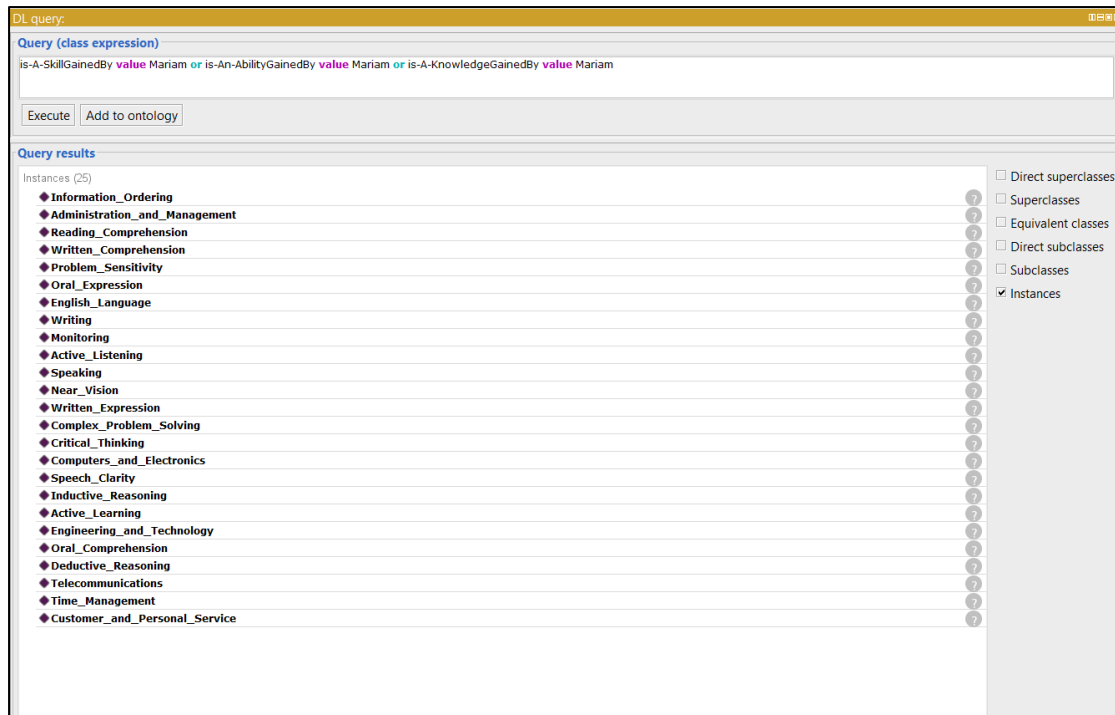 DL query:
Query (class expression)
is-A-SkillGainedBy value Mariam or is-An-AbilityGainedBy value Mariam or is-A-KnowledgeGainedBy value Mariam
Execute Add to ontology
Query results
Instances (25)
Information_Ordering ?
Administration_and_Management ?
Reading_Comprehension ?
Written_Comprehension ?
Problem_Sensitivity ?
Oral_Expression ?
English_Language ?
Writing ?
Monitoring ?
Active_Listening ?
Speaking ?
Near_Vision ?
Written_Expression ?
Complex_Problem_Solving ?
Critical_Thinking ?
Computers_and_Electronics ?
Speech_Clarity ?
Inductive_Reasoning ?
Active_Learning ?
Engineering_and_Technology ?
Oral_Comprehension ?
Deductive_Reasoning ?
Telecommunications ?
Time_Management ?
Customer_and_Personal_Service ?
Direct superclasses
Superclasses
Equivalent classes
Direct subclasses
Subclasses
Instances